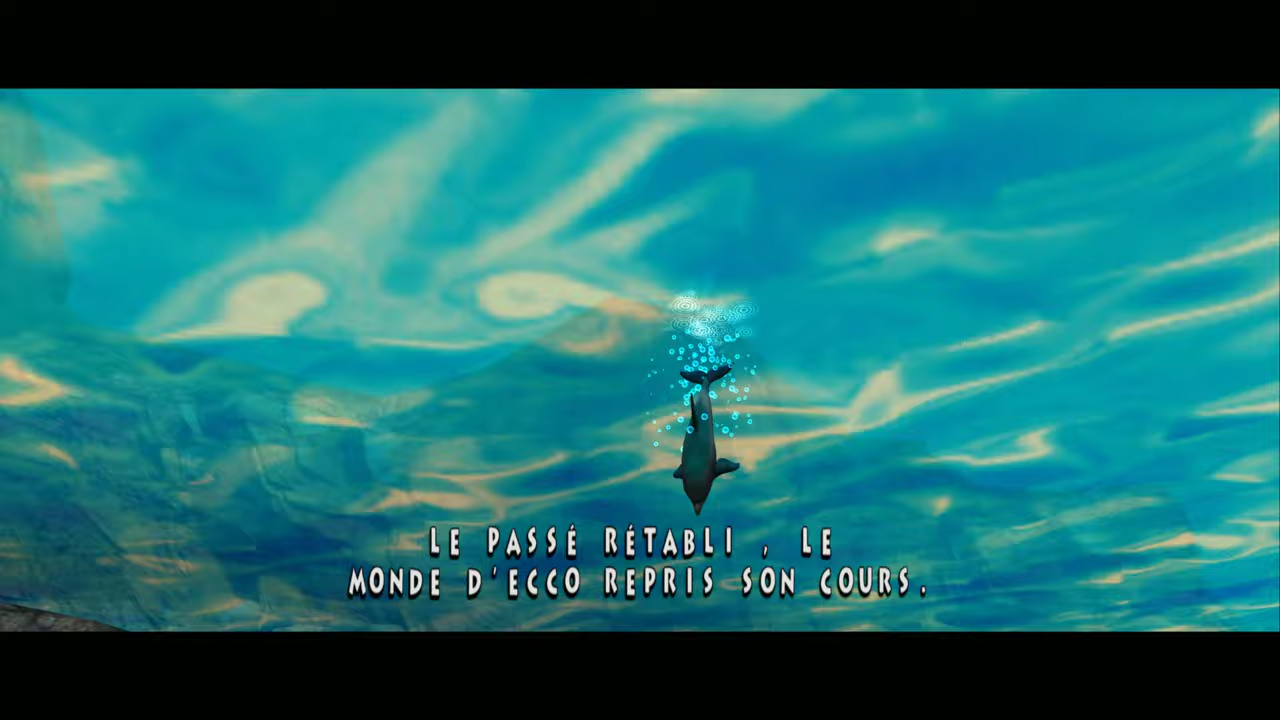 LE PASSÉ RÉTABLI , LE
MONDE D'ECCO REPRIS SON COURS.